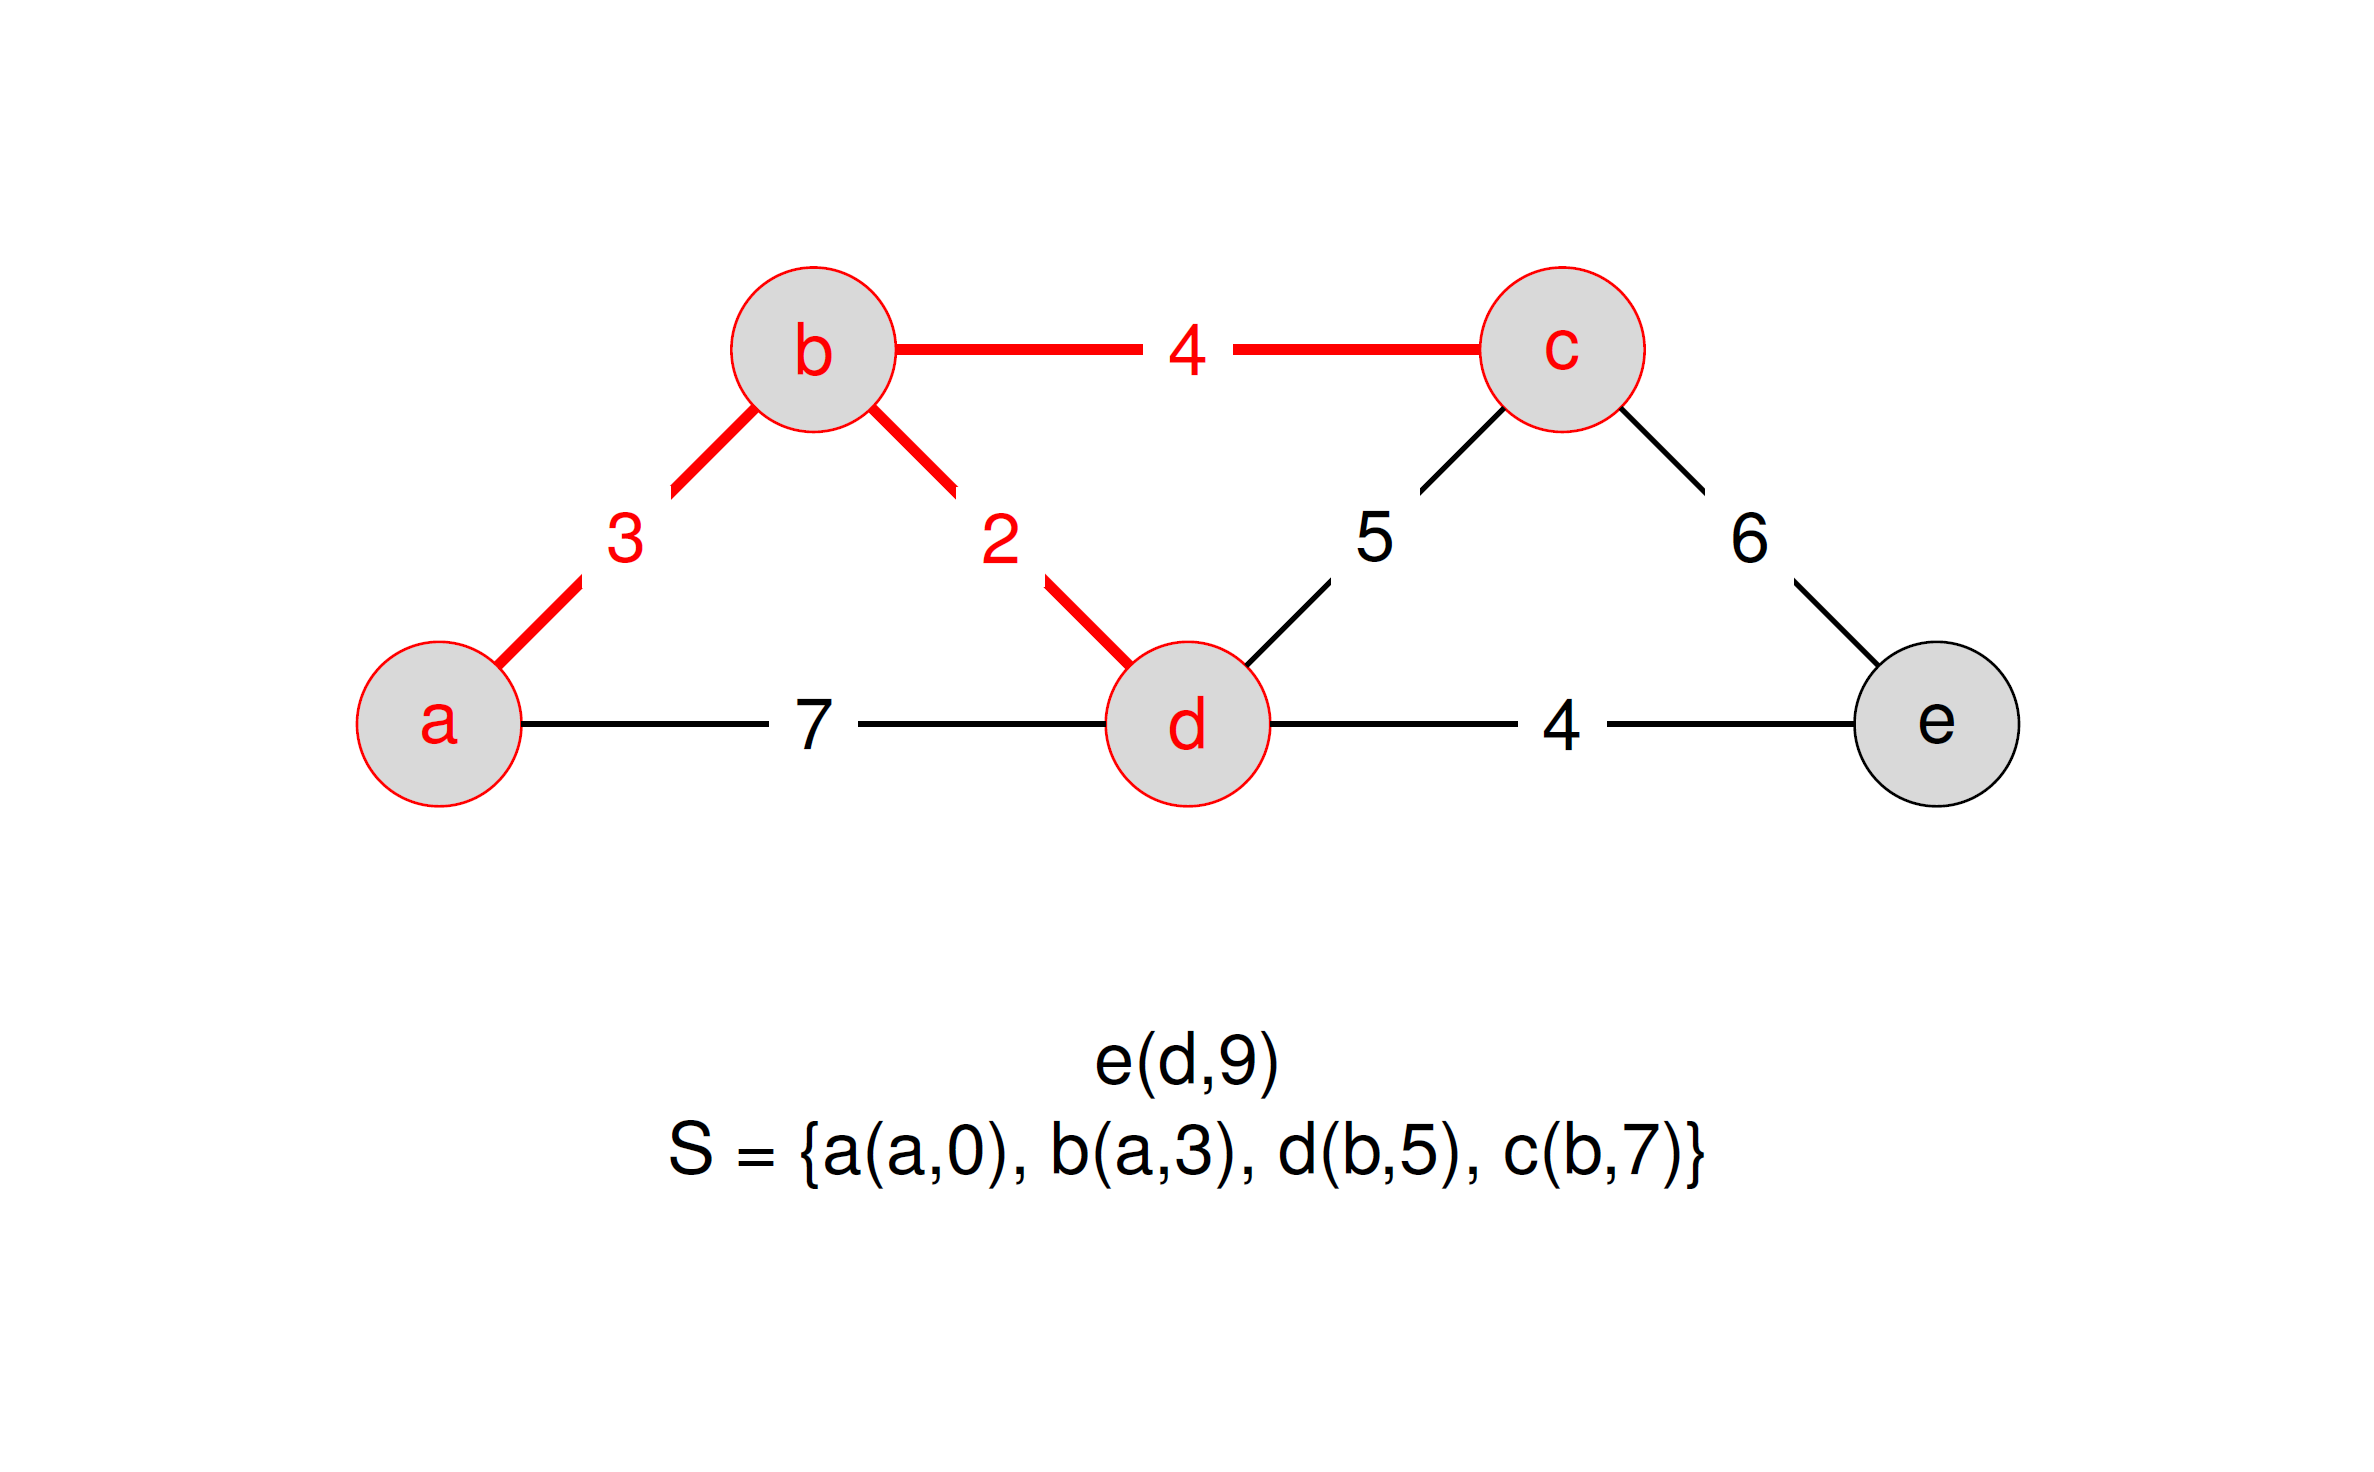 b
4
c
3
2
5
6
a
7
d
4
e
e(d,9)
S = {a(a,0), b(a,3), d(b,5), c(b,7)}